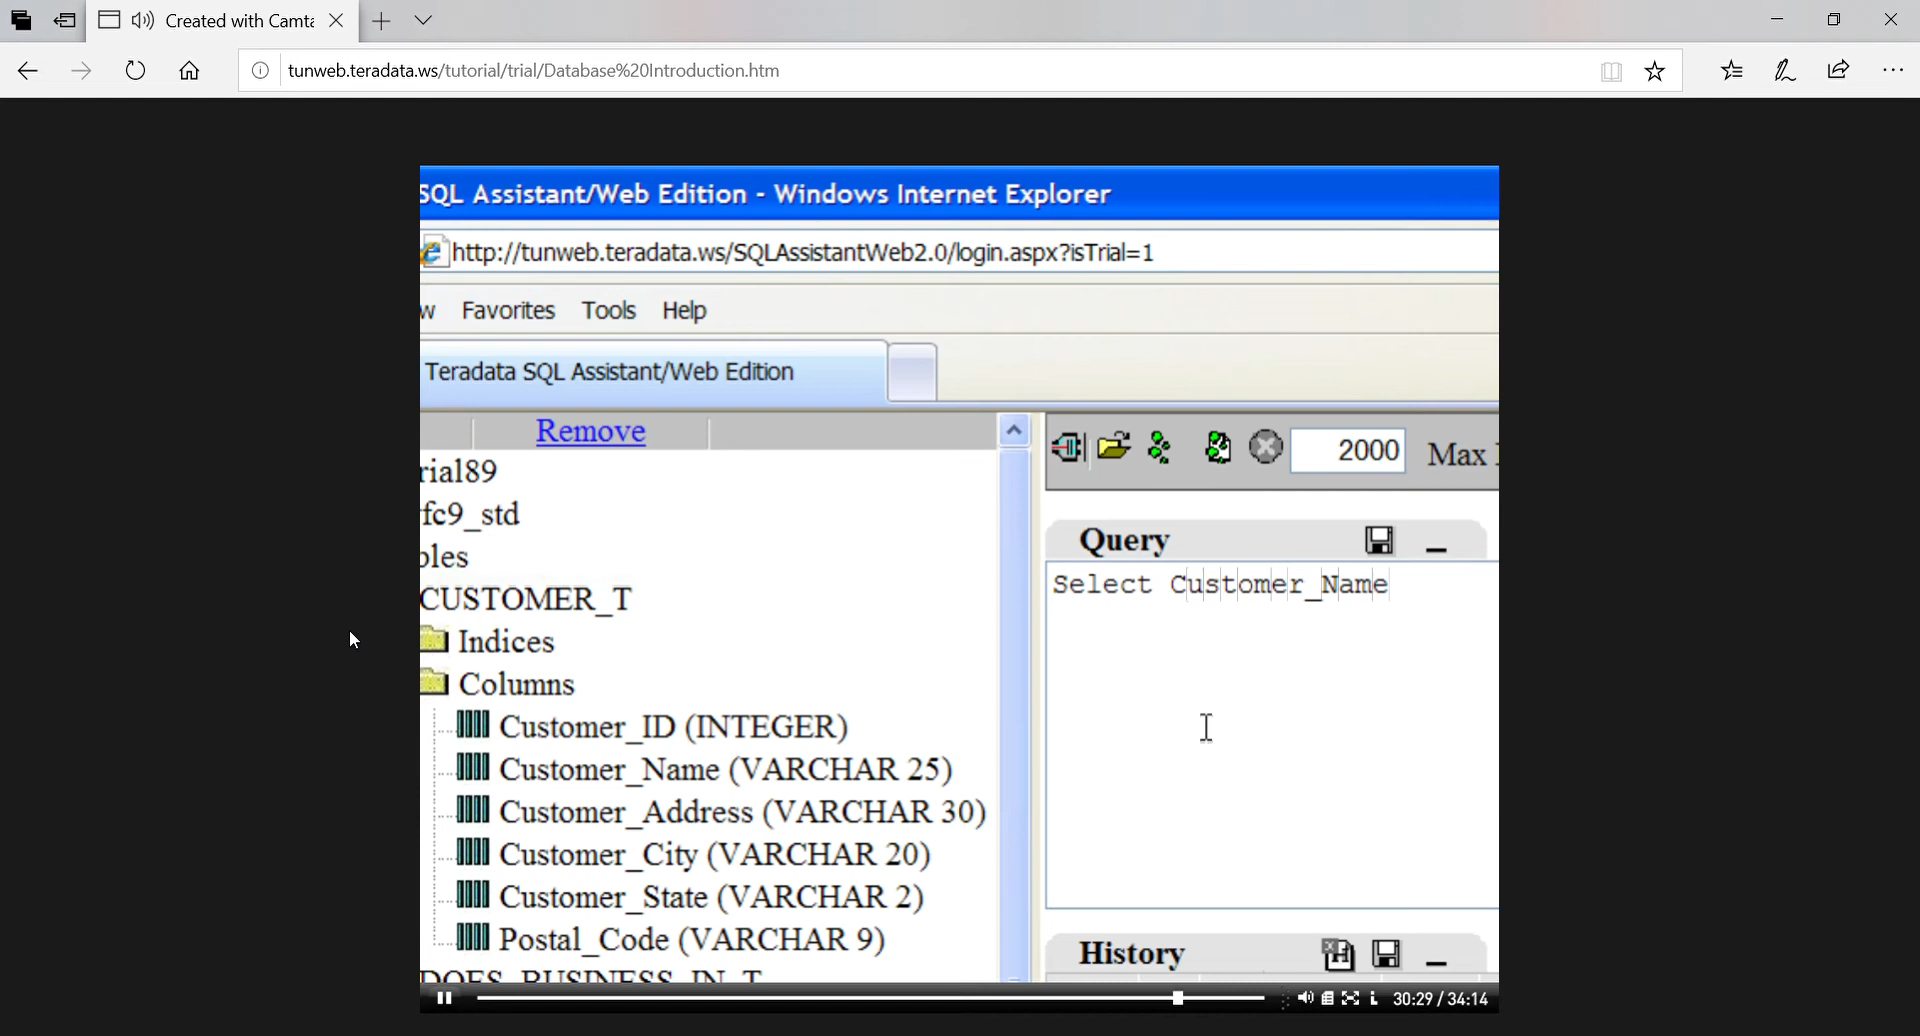 Created with Camta
tunweb.teradata.ws/tutorial/trial/Database%20Introduction.htm
SQL Assistant/Web Edition - Windows Internet Explorer
http://tunweb.teradata.ws/SQLAssistantWeb2.0/login.aspx?isTrial=1
w Favorites Tools Help
Teradata SQL Assistant/Web Edition
Remove
2000 Max
rial89
fc9_std
bles
CUSTOMER_T
Indices
Columns
Customer_ID (INTEGER)
Customer_Name (VARCHAR 25)
Customer_Address (VARCHAR 30)
Customer_City (VARCHAR 20)
Customer_State (VARCHAR 2)
Postal_Code (VARCHAR 9)
DOES_BUSINESS_IN_T
Query
Select Customer_Name
History
30:29 / 34:14